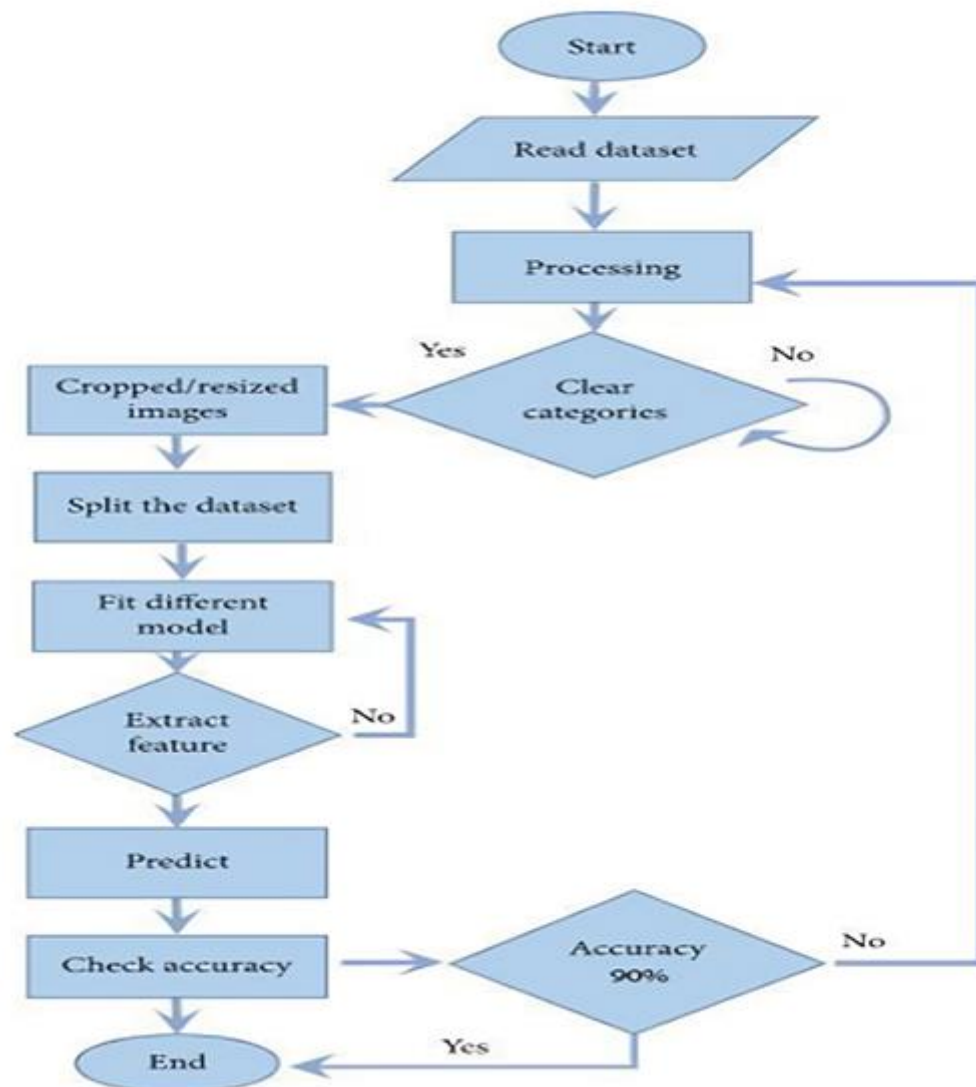 Start
Read dataset
Processing
Yes
No
Clear
categories
Cropped/resized
images
Split the dataset
Fit different
model
Extract
feature
No
Predict
Check accuracy
Accuracy
90%
No
Yes
End